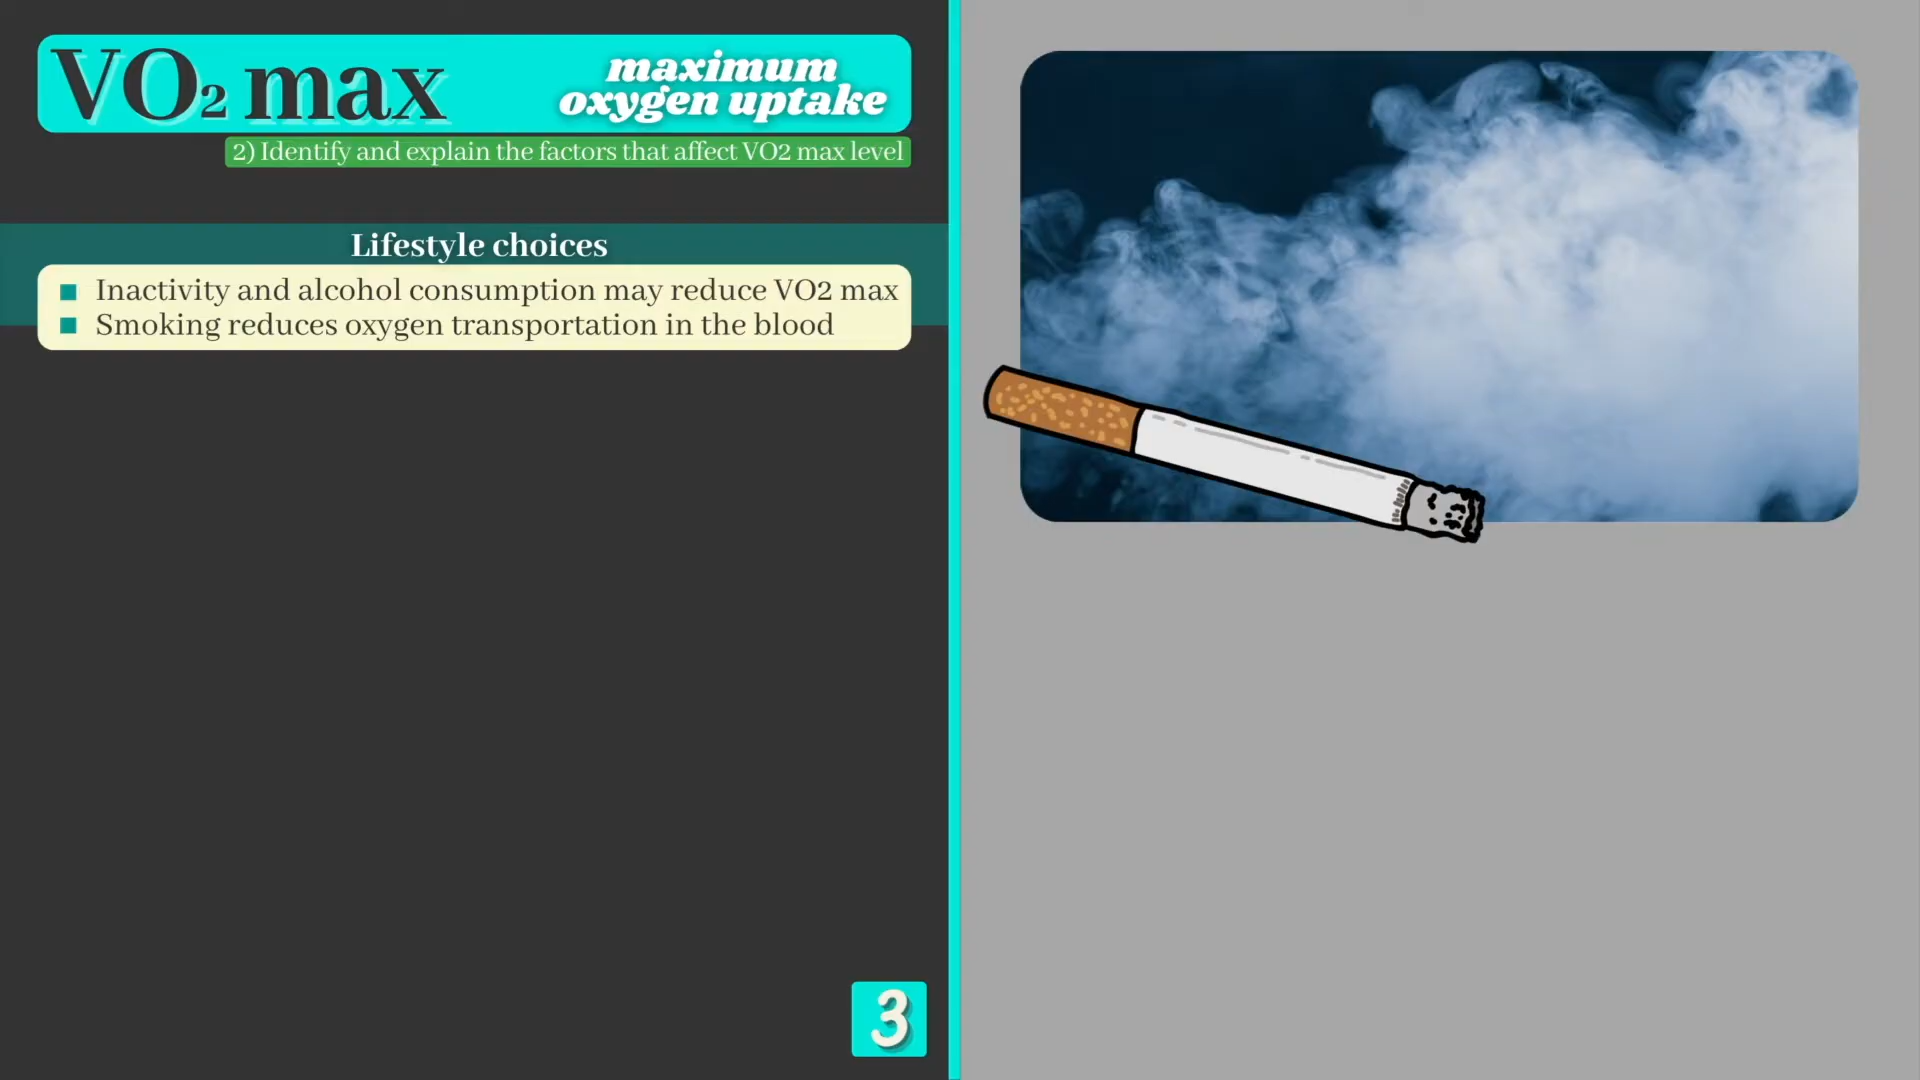 VO2 max
maximum
oxygen uptake
2) Identify and explain the factors that affect VO2 max level
Lifestyle choices
Inactivity and alcohol consumption may reduce VO2 max
Smoking reduces oxygen transportation in the blood
3